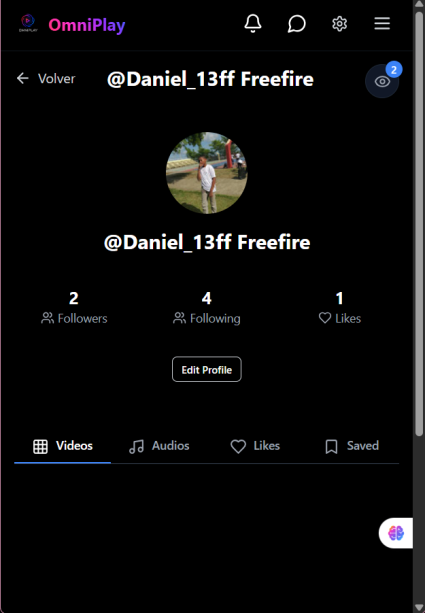 OMNIPLAY
OmniPlay
Volver
@Daniel_13ff Freefire
2
@Daniel_13ff Freefire
2
4
1
Followers
Following
Likes
Edit Profile
Videos
Audios
Likes
Saved